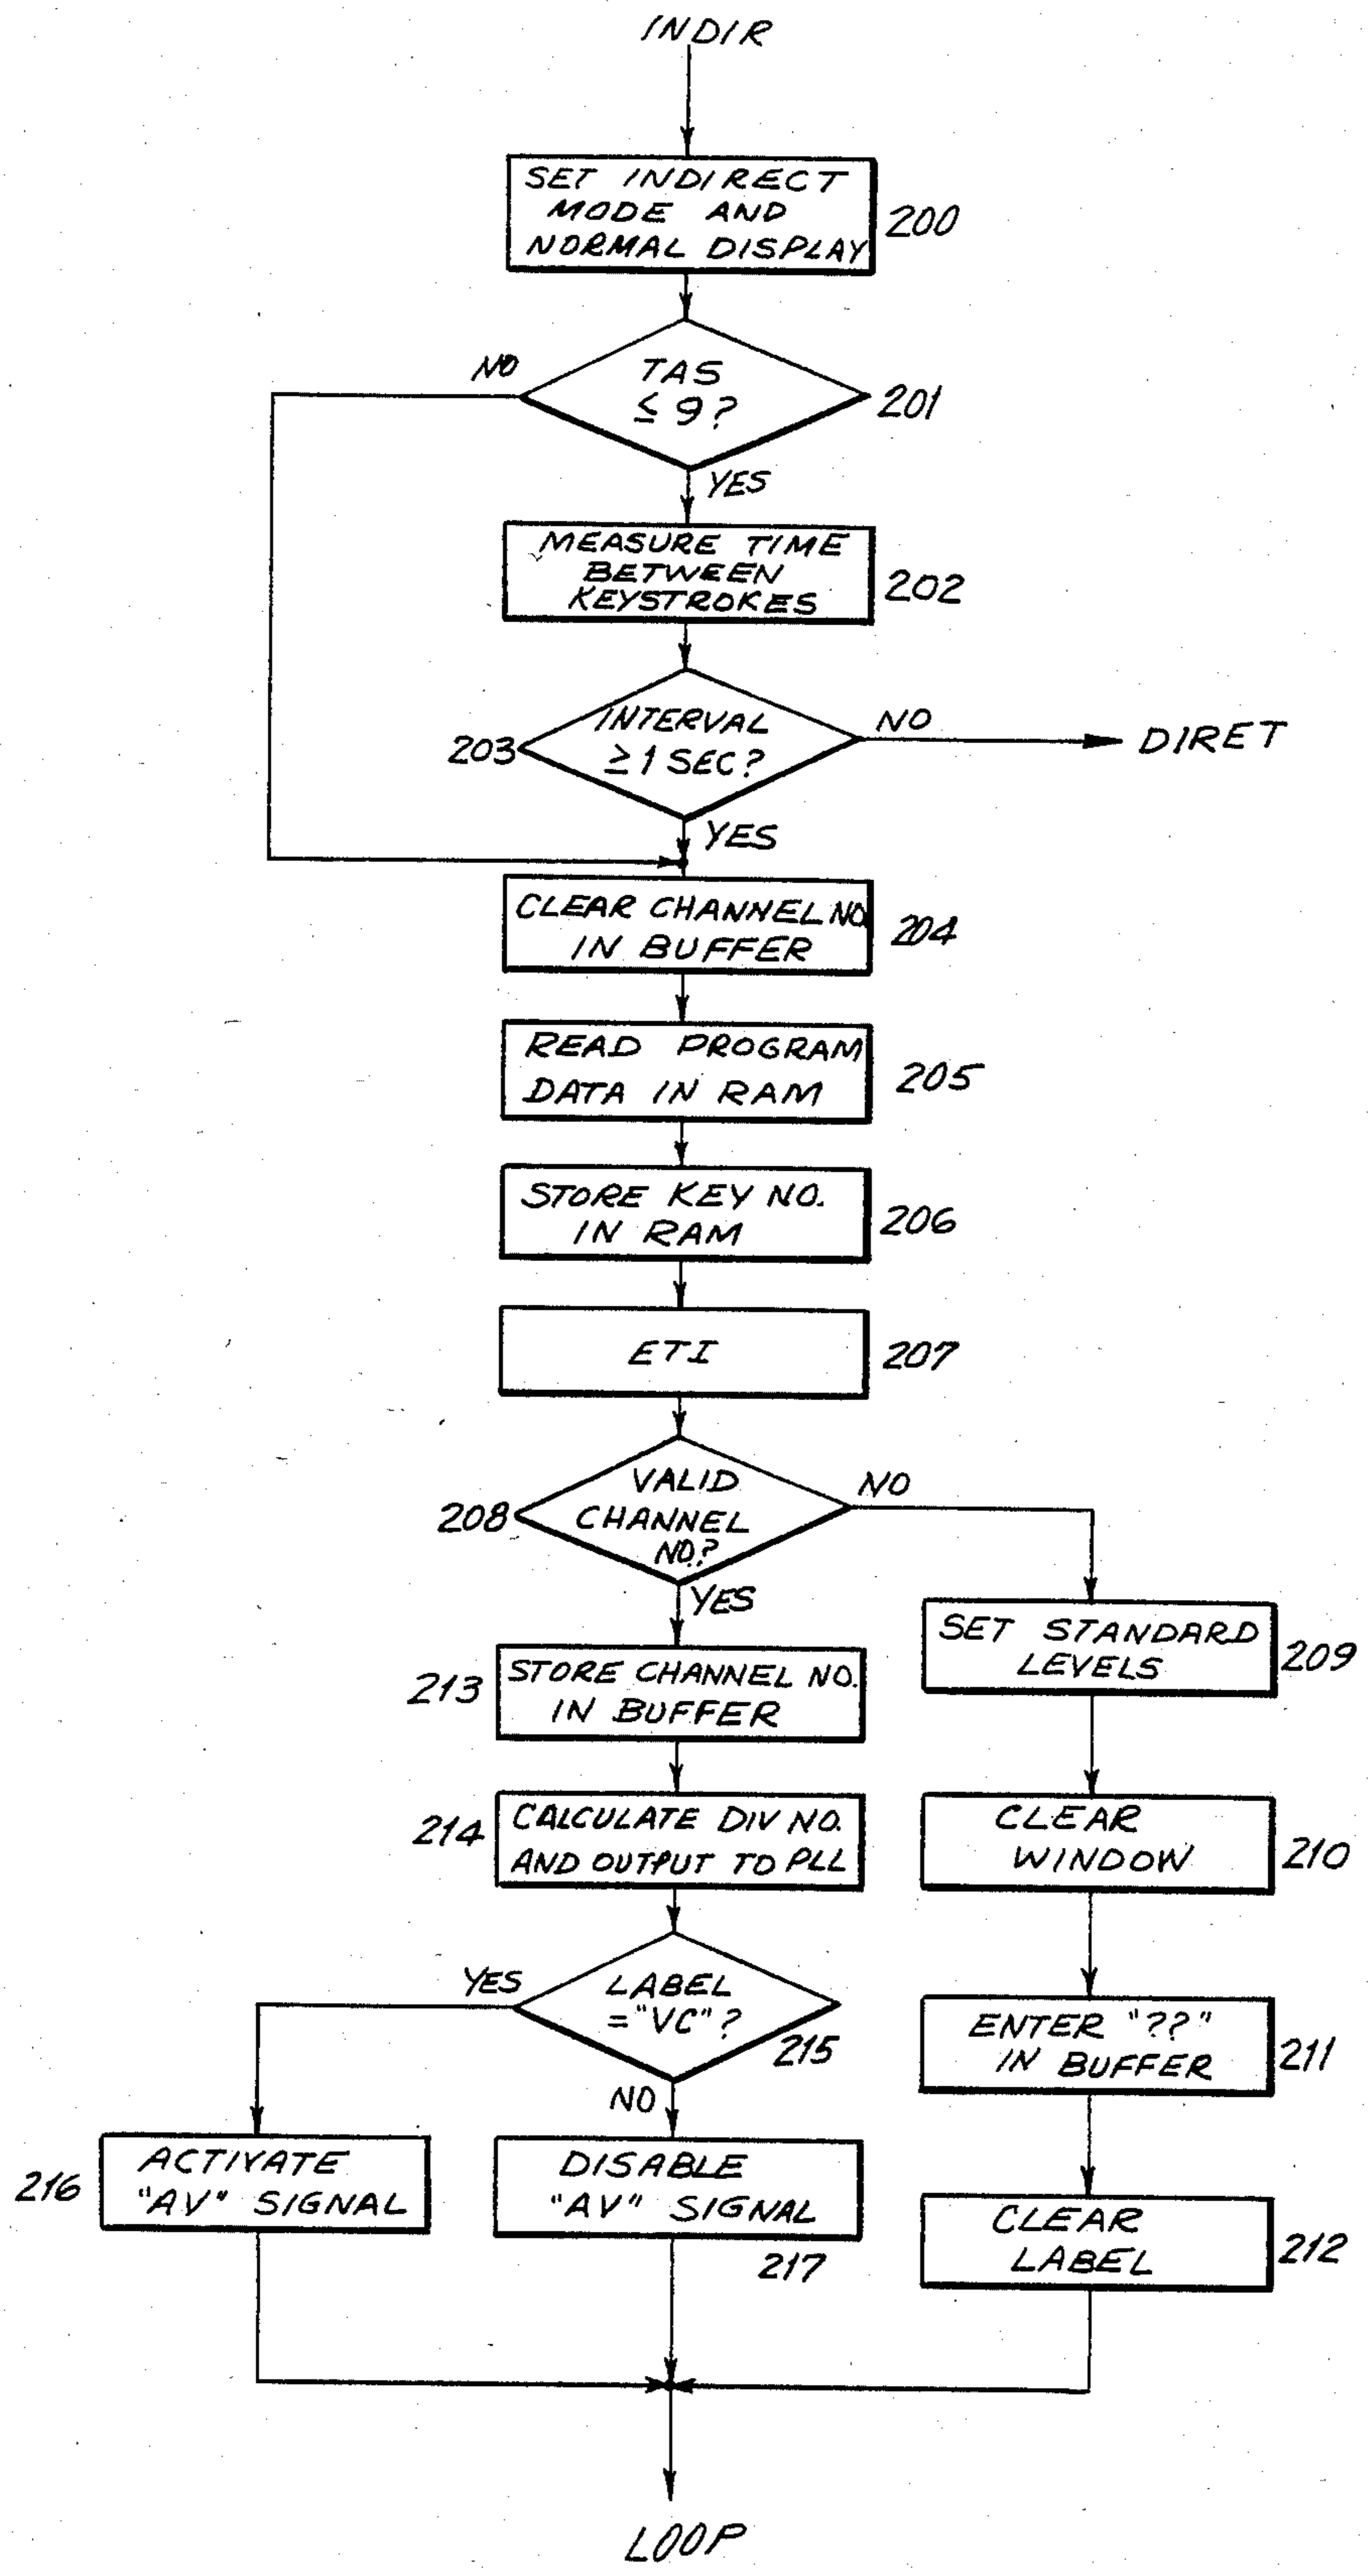 INDIR
SET INDIRECT
MODE AND
NORMAL DISPLAY
200
NO
TAS
≤ 9?
201
YES
MEASURE TIME
BETWEEN
KEYSTROKES
202
INTERVAL
≥ 1 SEC?
203
NO
DIRET
YES
CLEAR CHANNEL NO.
IN BUFFER
204
READ PROGRAM
DATA IN RAM
205
STORE KEY NO.
IN RAM
206
ETI
207
VALID
CHANNEL
NO.?
208
NO
YES
SET STANDARD
LEVELS
209
STORE CHANNEL NO.
IN BUFFER
213
CALCULATE DIV NO.
AND OUTPUT TO PLL
214
CLEAR
WINDOW
210
YES
LABEL
="VC"?
215
NO
ENTER "??"
IN BUFFER
211
ACTIVATE
"AV" SIGNAL
216
DISABLE
"AV" SIGNAL
217
CLEAR
LABEL
212
LOOP